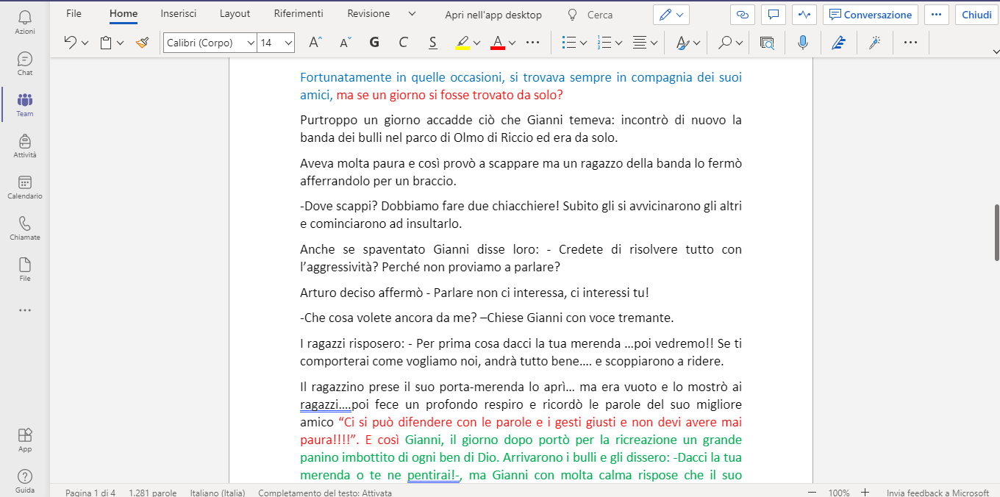 Azioni
Chat
Team
Attività
Calendario
Chiamate
File
App
Guida
File Home Inserisci Layout Riferimenti Revisione Apri nell'app desktop Cerca Conversazione Chiudi
Calibri (Corpo) 14 A A G C S A
Fortunatamente in quelle occasioni, si trovava sempre in compagnia dei suoi
amici, ma se un giorno si fosse trovato da solo?
Purtroppo un giorno accadde ciò che Gianni temeva: incontrò di nuovo la
banda dei bulli nel parco di Olmo di Riccio ed era da solo.
Aveva molta paura e così provò a scappare ma un ragazzo della banda lo fermò
afferrandolo per un braccio.
-Dove scappi? Dobbiamo fare due chiacchiere! Subito gli si avvicinarono gli altri
e cominciarono ad insultarlo.
Anche se spaventato Gianni disse loro: - Credete di risolvere tutto con
l’aggressività? Perché non proviamo a parlare?
Arturo deciso affermò - Parlare non ci interessa, ci interessi tu!
-Che cosa volete ancora da me? –Chiese Gianni con voce tremante.
I ragazzi risposero: - Per prima cosa dacci la tua merenda …poi vedremo!! Se ti
comporterai come vogliamo noi, andrà tutto bene…. e scoppiarono a ridere.
Il ragazzino prese il suo porta-merenda lo aprì… ma era vuoto e lo mostrò ai
ragazzi….poi fece un profondo respiro e ricordò le parole del suo migliore
amico “Ci si può difendere con le parole e i gesti giusti e non devi avere mai
paura!!!!”. E così Gianni, il giorno dopo portò per la ricreazione un grande
panino imbottito di ogni ben di Dio. Arrivarono i bulli e gli dissero: -Dacci la tua
merenda o te ne pentirai!-, ma Gianni con molta calma rispose che il suo
Pagina 1 di 4 1.281 parole Italiano (Italia) Completamento del testo: Attivata 100% Invia feedback a Microsoft